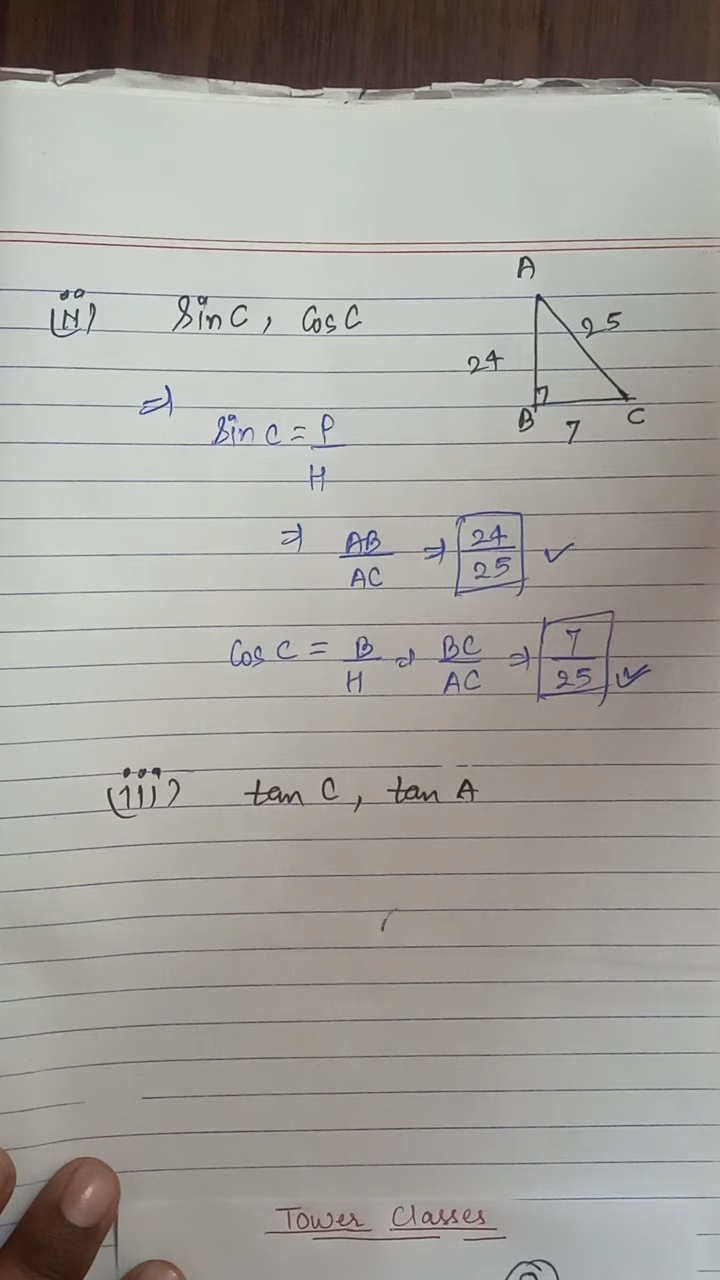 (ii) Sin C, Cos C
A
25
24
B
7
C
⇒ Sin C = P/H
⇒ AB/AC ⇒ 24/25 ✓
Cos C = B/H ⇒ BC/AC ⇒ 7/25 ✓
(iii) tan C, tan A
Tower Classes